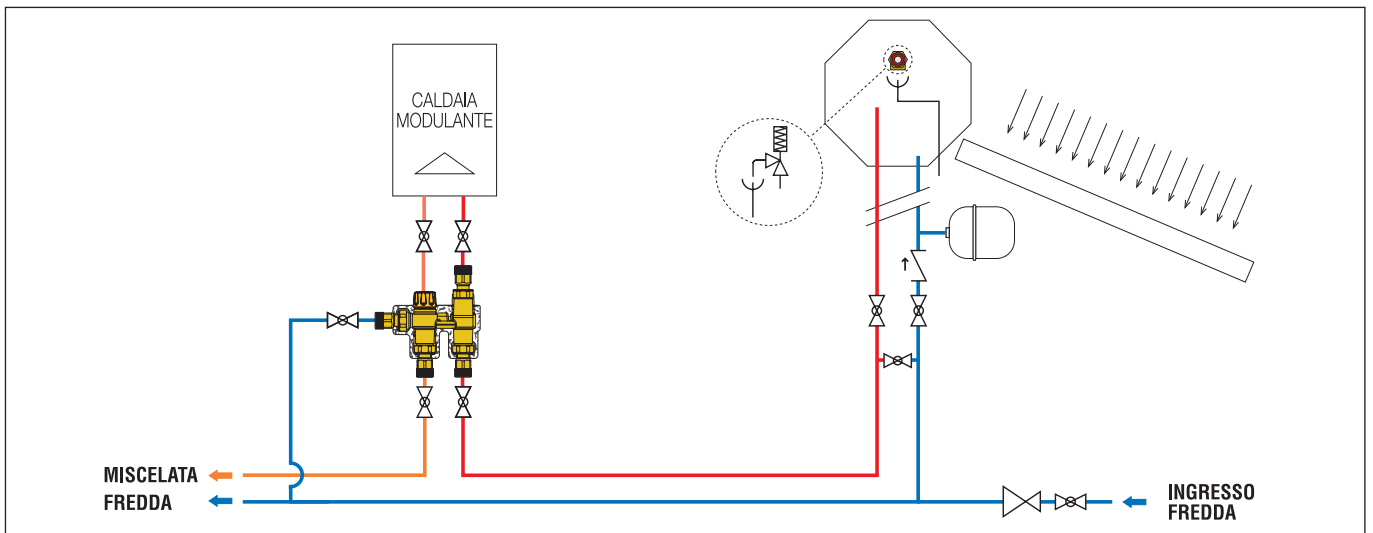 CALDAIA
MODULANTE
MISCELATA
FREDDA
INGRESSO
FREDDA